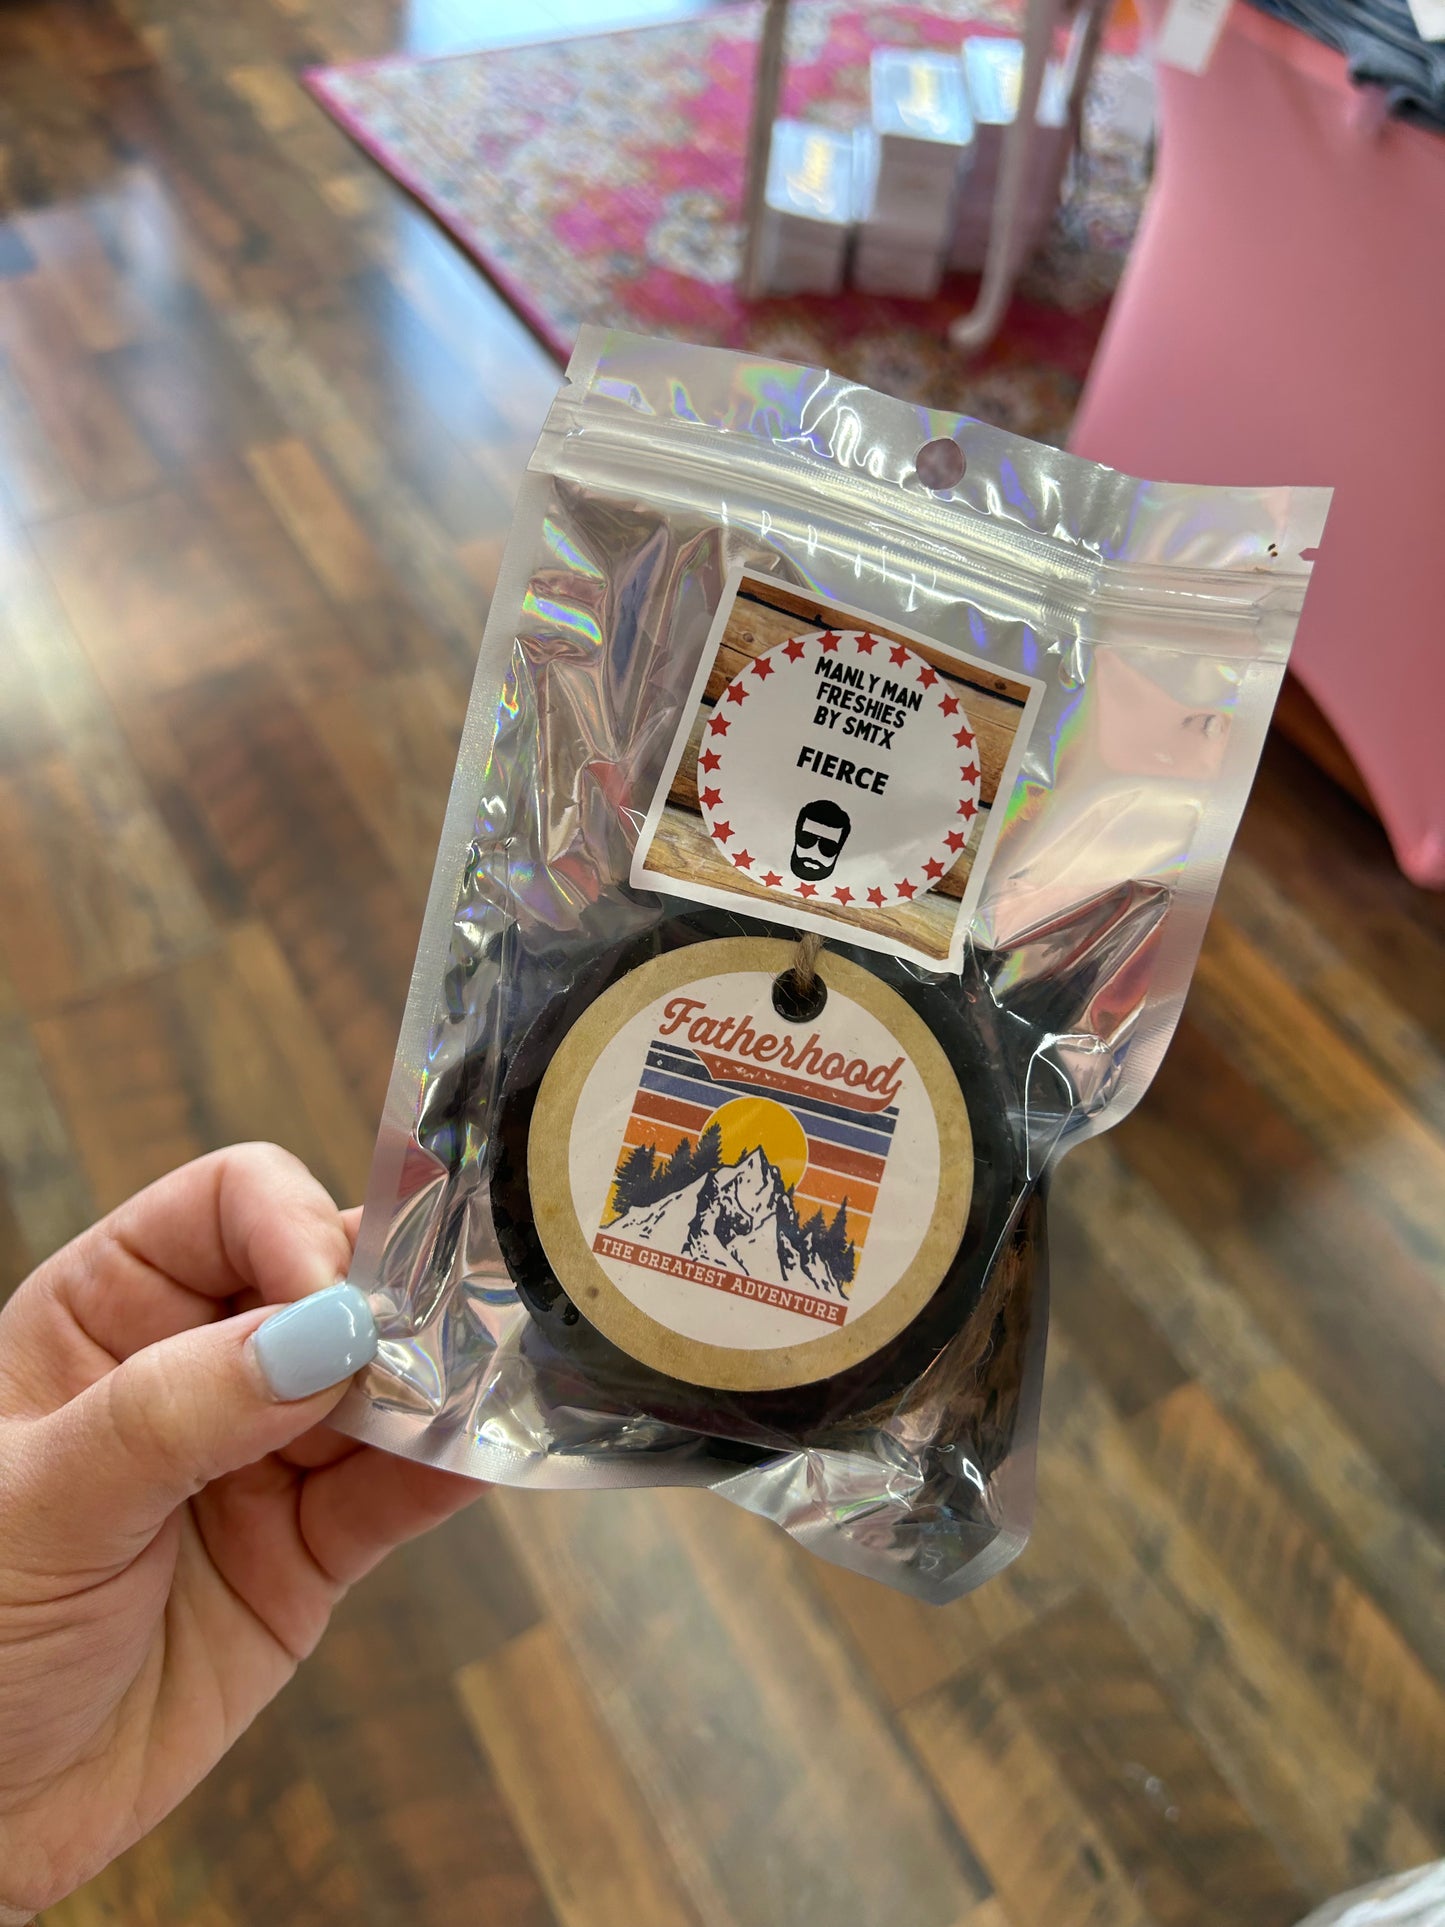 MANLY MAN
FRESHIES
BY SMTX
FIERCE
Fatherhood
THE GREATEST ADVENTURE